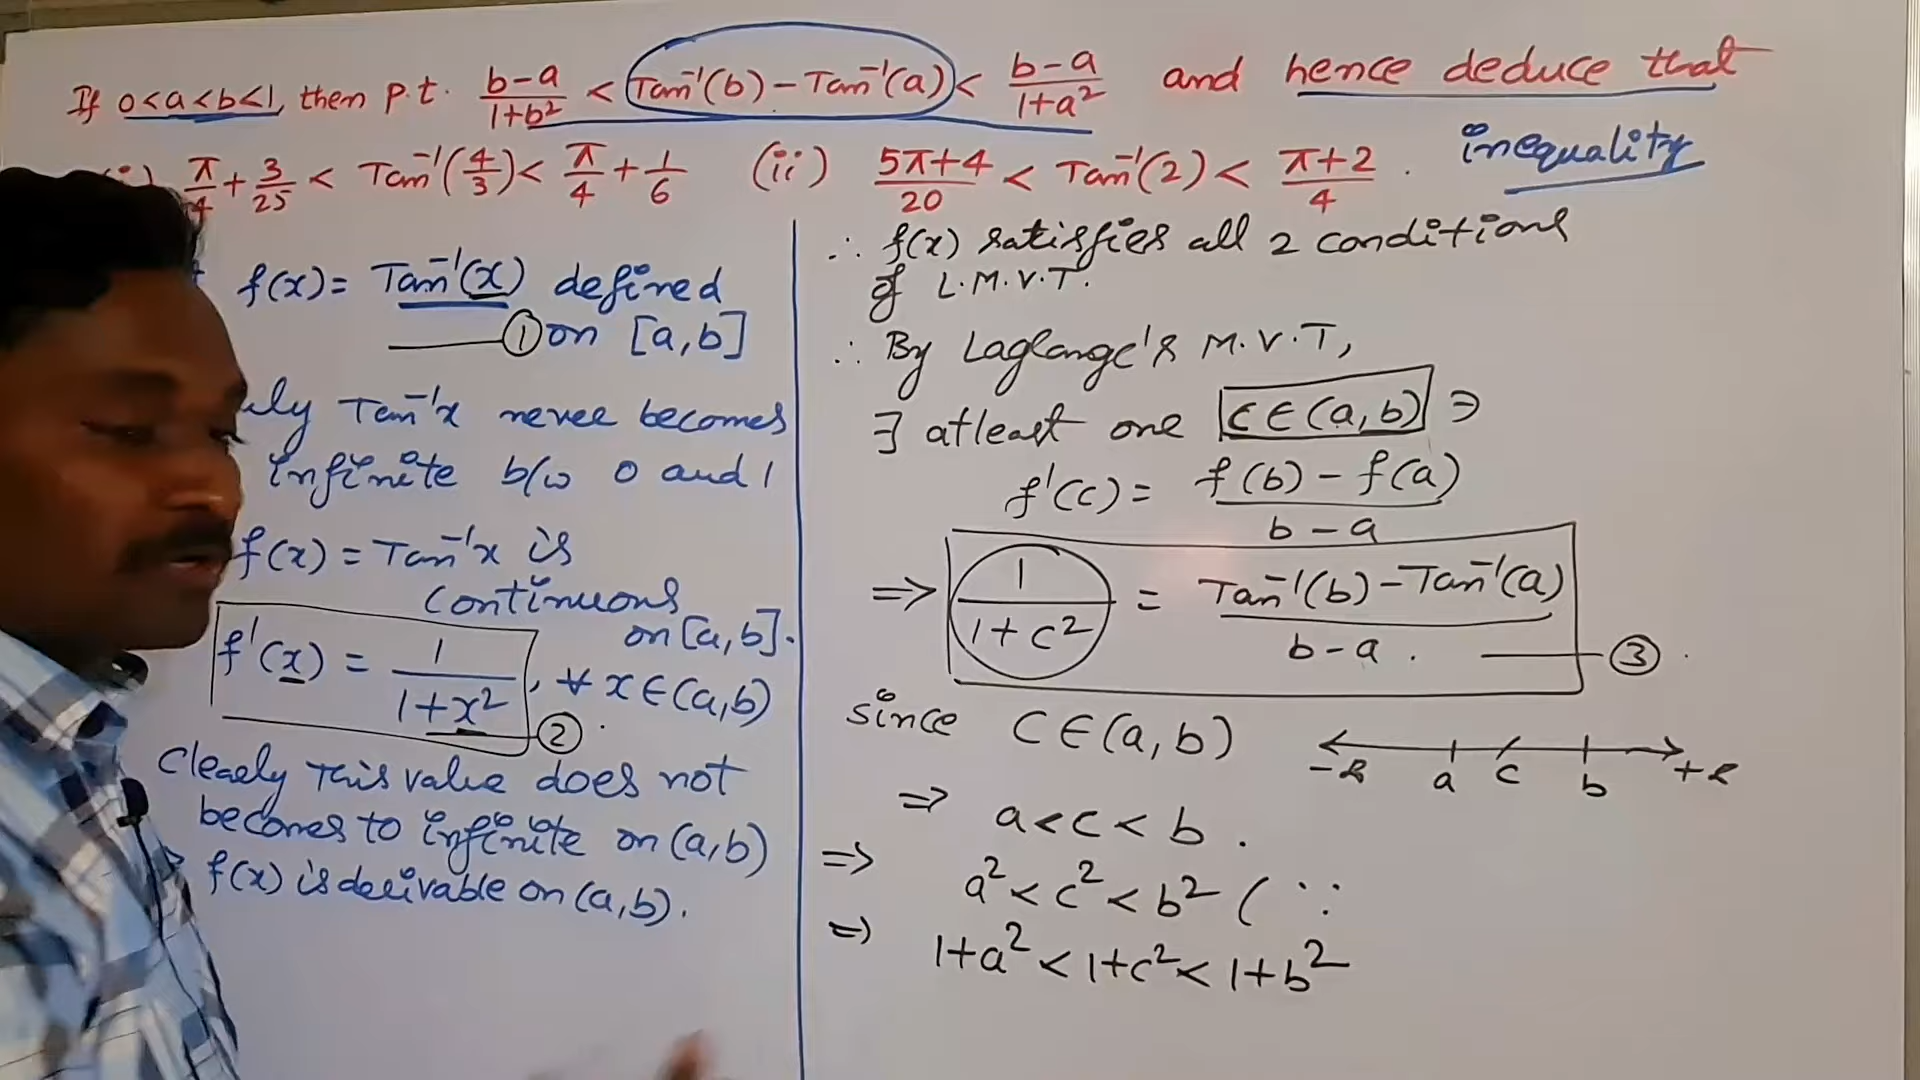 If 0<a<b<1, then p.t. (b-a)/(1+b²) < Tan⁻¹(b) - Tan⁻¹(a) < (b-a)/(1+a²) and hence deduce that
π/4 + 3/25 < Tan⁻¹(4/3) < π/4 + 1/6 (ii) (5π+4)/20 < Tan⁻¹(2) < (π+2)/4 . inequality
f(x) = Tan⁻¹(x) defined
① on [a,b]
Tan⁻¹x never becomes
infinite b/w 0 and 1
f(x) = Tan⁻¹x is
continuous
on [a,b].
f'(x) = 1/(1+x²), ∀ x∈(a,b)
②
Clearly This value does not
becomes to infinite on (a,b)
f(x) is derivable on (a,b).
∴ f(x) satisfies all 2 conditions
of L.M.V.T.
∴ By Lagrange's M.V.T,
∃ atleast one c∈(a,b) ∋
f'(c) = (f(b) - f(a))/(b-a)
=> 1/(1+c²) = (Tan⁻¹(b) - Tan⁻¹(a))/(b-a). ③
since c∈(a,b)
a c b
=> a<c<b.
=> a²<c²<b² (∵
=> 1+a²<1+c²<1+b²